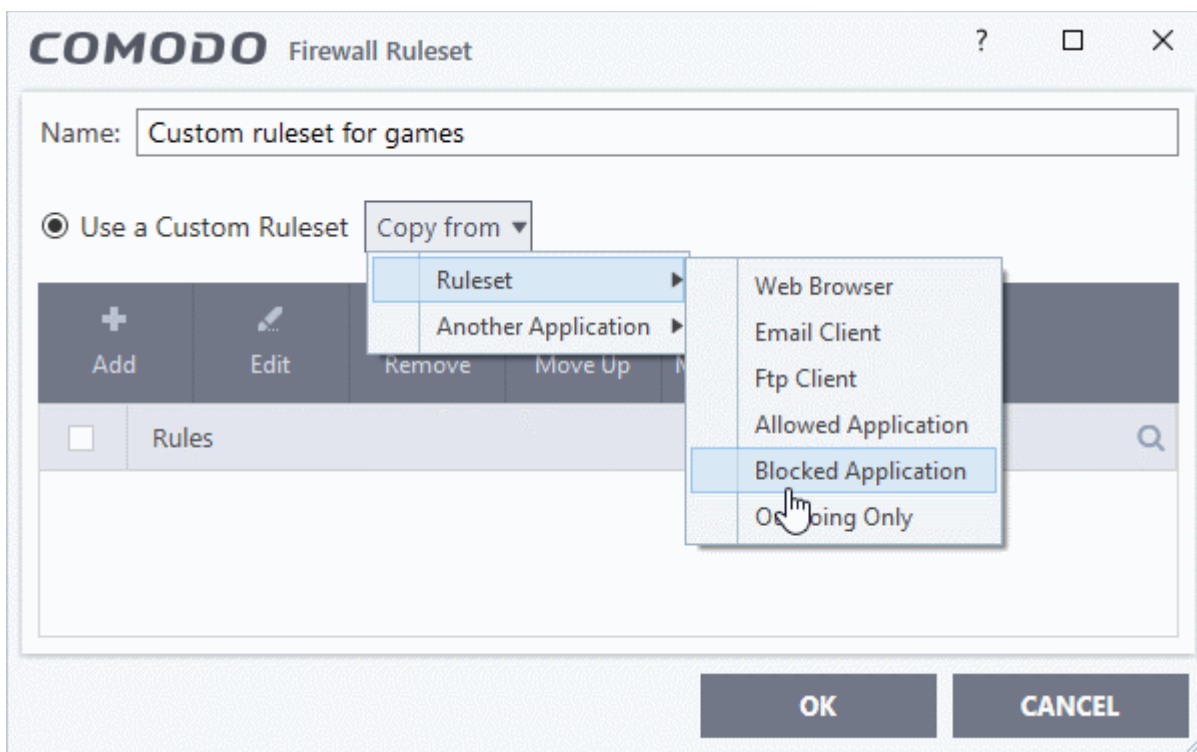 COMODO Firewall Ruleset ?
Name: Custom ruleset for games
Use a Custom Ruleset Copy from
Ruleset
Another Application
Web Browser
Email Client
Ftp Client
Allowed Application
Blocked Application
Only
Add Edit Remove Move Up
Rules
OK CANCEL